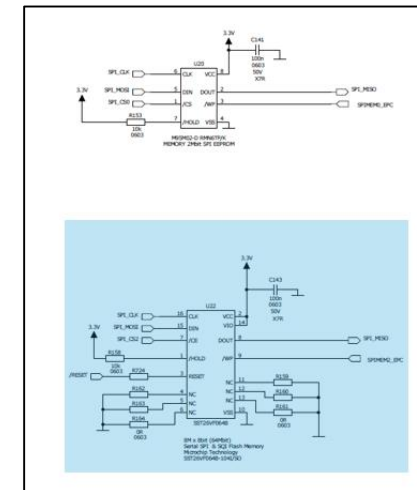 3.3V
C141
100n
0603
50V
X7R
U20
SPI_CLK 6 CLK VCC 8
SPI_MOSI 5 DIN DOUT 2 SPI_MISO
SPI_CS0 1 /CS /WP 3 SPIMEM0_EPC
3.3V
R153 7 /HOLD VSS 4
10k
0603
MEMORY 2Mbit SPI EEPROM
3.3V
C143
100n
0603
50V
X7R
U22
SPI_CLK 16 CLK VCC 2
VIO 14
SPI_MOSI 15 DIN
SPI_CS2 7 /CE DOUT 8 SPI_MISO
3.3V
R158 1 /HOLD /WP 9 SPIMEM2_EPC
10k
0603
/RESET R724 3 RESET
R162 4 NC NC 11 R159
R163 5 NC NC 12 R160
R164 6 NC NC 13 R161
0R
0603
VSS 10
0R
0603
8M x 8bit (64Mbit)
Serial SPI & SQI Flash Memory
Microchip Technology